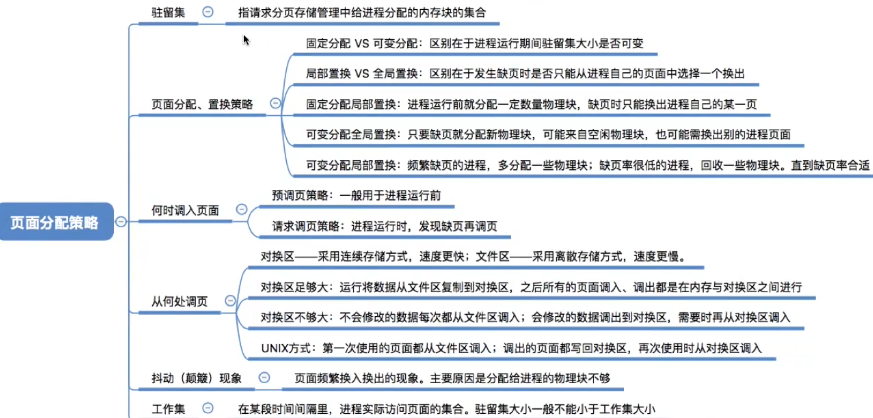 驻留集
指请求分页存储管理中给进程分配的内存块的集合
页面分配、置换策略
固定分配 VS 可变分配：区别在于进程运行期间驻留集大小是否可变
局部置换 VS 全局置换：区别在于发生缺页时是否只能从进程自己的页面中选择一个换出
固定分配局部置换：进程运行前就分配一定数量物理块，缺页时只能换出进程自己的某一页
可变分配全局置换：只要缺页就分配新物理块，可能来自空闲物理块，也可能需换出别的进程页面
可变分配局部置换：频繁缺页的进程，多分配一些物理块；缺页率很低的进程，回收一些物理块。直到缺页率合适
页面分配策略
何时调入页面
预调页策略：一般用于进程运行前
请求调页策略：进程运行时，发现缺页再调页
从何处调页
对换区——采用连续存储方式，速度更快；文件区——采用离散存储方式，速度更慢。
对换区足够大：运行将数据从文件区复制到对换区，之后所有的页面调入、调出都是在内存与对换区之间进行
对换区不够大：不会修改的数据每次都从文件区调入；会修改的数据调出到对换区，需要时再从对换区调入
UNIX方式：第一次使用的页面都从文件区调入；调出的页面都写回对换区，再次使用时从对换区调入
抖动（颠簸）现象
页面频繁换入换出的现象。主要原因是分配给进程的物理块不够
工作集
在某段时间间隔里，进程实际访问页面的集合。驻留集大小一般不能小于工作集大小